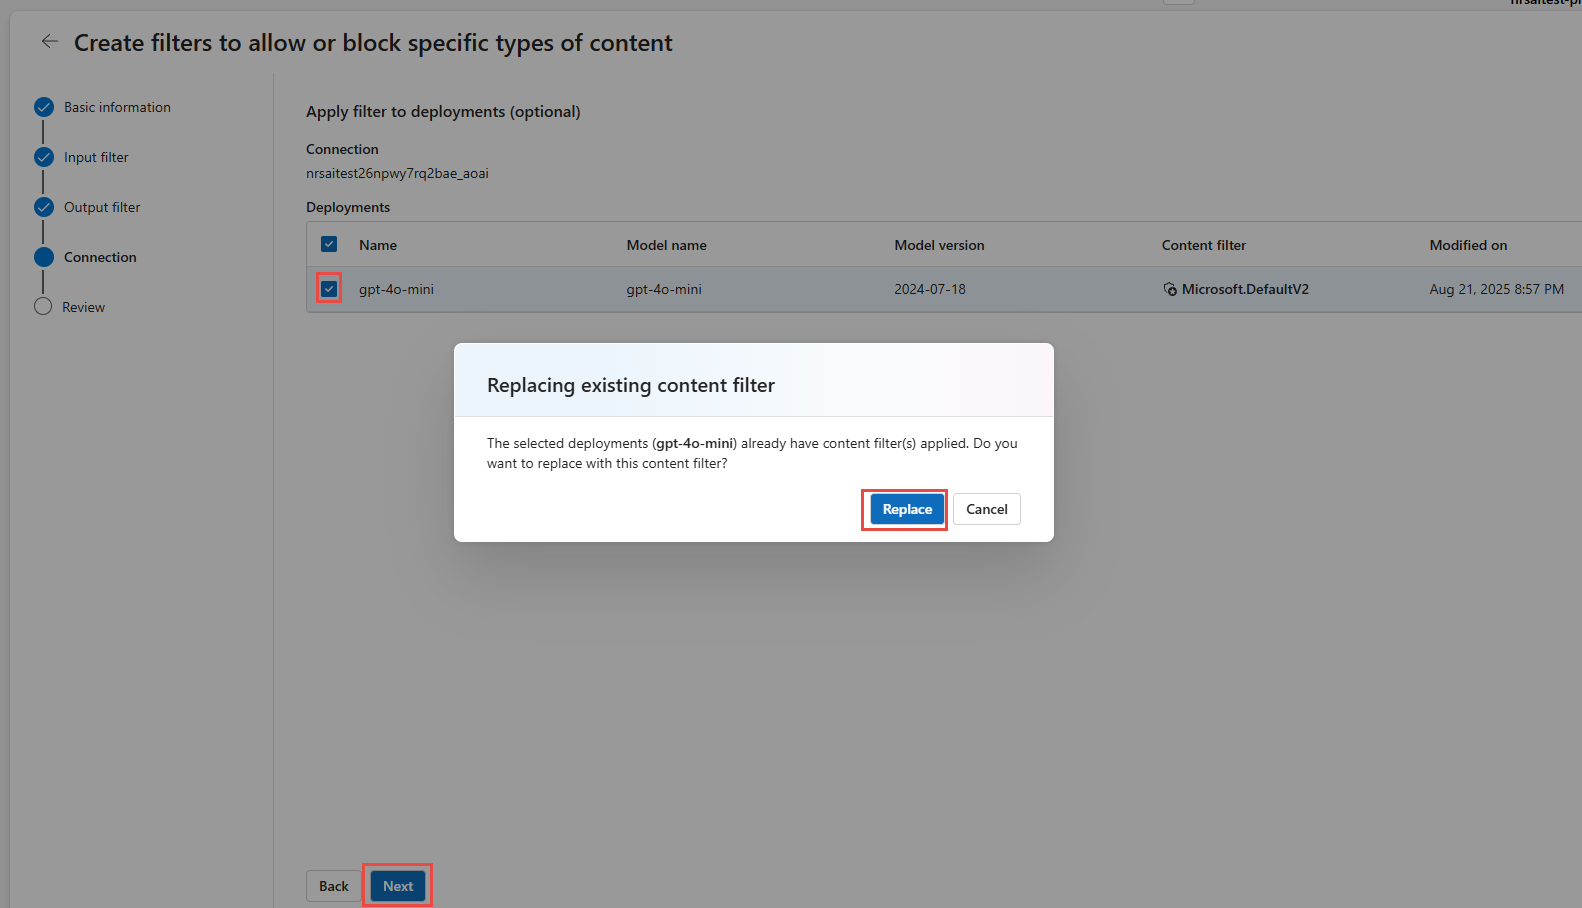 Create filters to allow or block specific types of content
Basic information
Input filter
Output filter
Connection
Review
Apply filter to deployments (optional)
Connection
nrsaitest26npwy7rq2bae_aoai
Deployments
Name Model name Model version Content filter Modified on
gpt-4o-mini gpt-4o-mini 2024-07-18 Microsoft.DefaultV2 Aug 21, 2025 8:57 PM
Replacing existing content filter
The selected deployments (gpt-4o-mini) already have content filter(s) applied. Do you
want to replace with this content filter?
Replace Cancel
Back Next